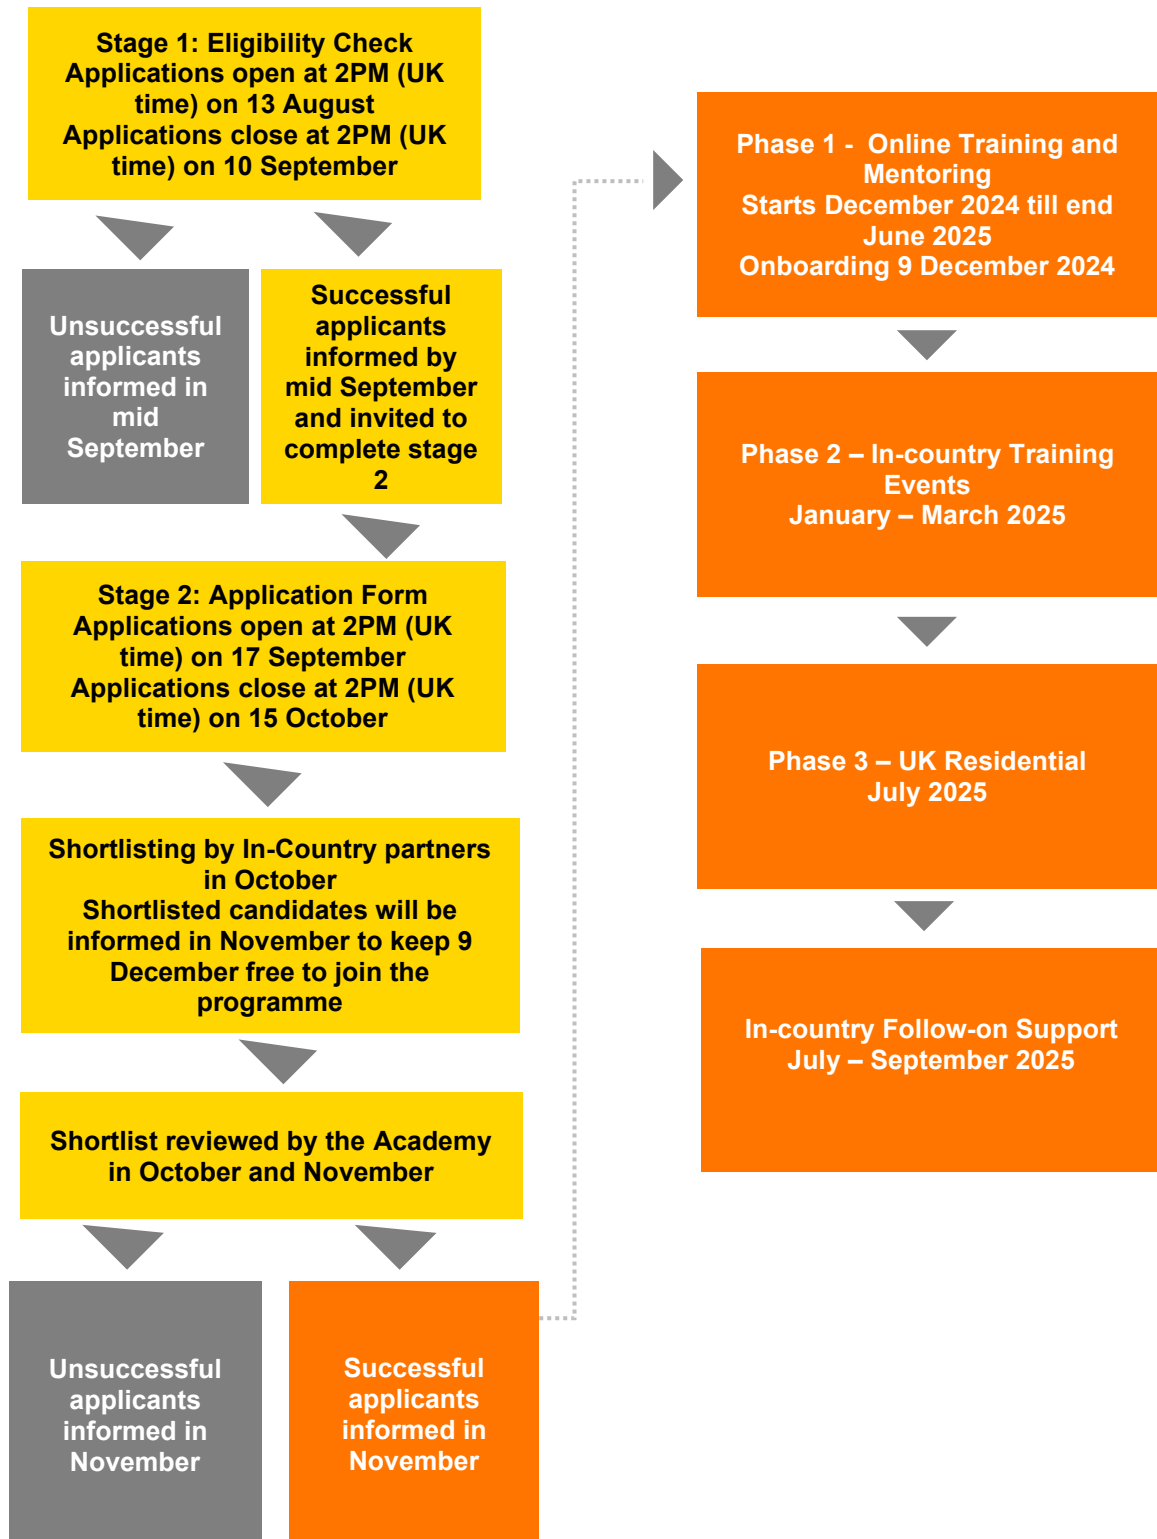 Stage 1: Eligibility Check
Applications open at 2PM (UK
time) on 13 August
Applications close at 2PM (UK
time) on 10 September
Unsuccessful
applicants
informed in
mid
September
Successful
applicants
informed by
mid September
and invited to
complete stage
2
Stage 2: Application Form
Applications open at 2PM (UK
time) on 17 September
Applications close at 2PM (UK
time) on 15 October
Shortlisting by In-Country partners
in October
Shortlisted candidates will be
informed in November to keep 9
December free to join the
programme
Shortlist reviewed by the Academy
in October and November
Unsuccessful
applicants
informed in
November
Successful
applicants
informed in
November
Phase 1 -  Online Training and
Mentoring
Starts December 2024 till end
June 2025
Onboarding 9 December 2024
Phase 2 – In-country Training
Events
January – March 2025
Phase 3 – UK Residential
July 2025
In-country Follow-on Support
July – September 2025